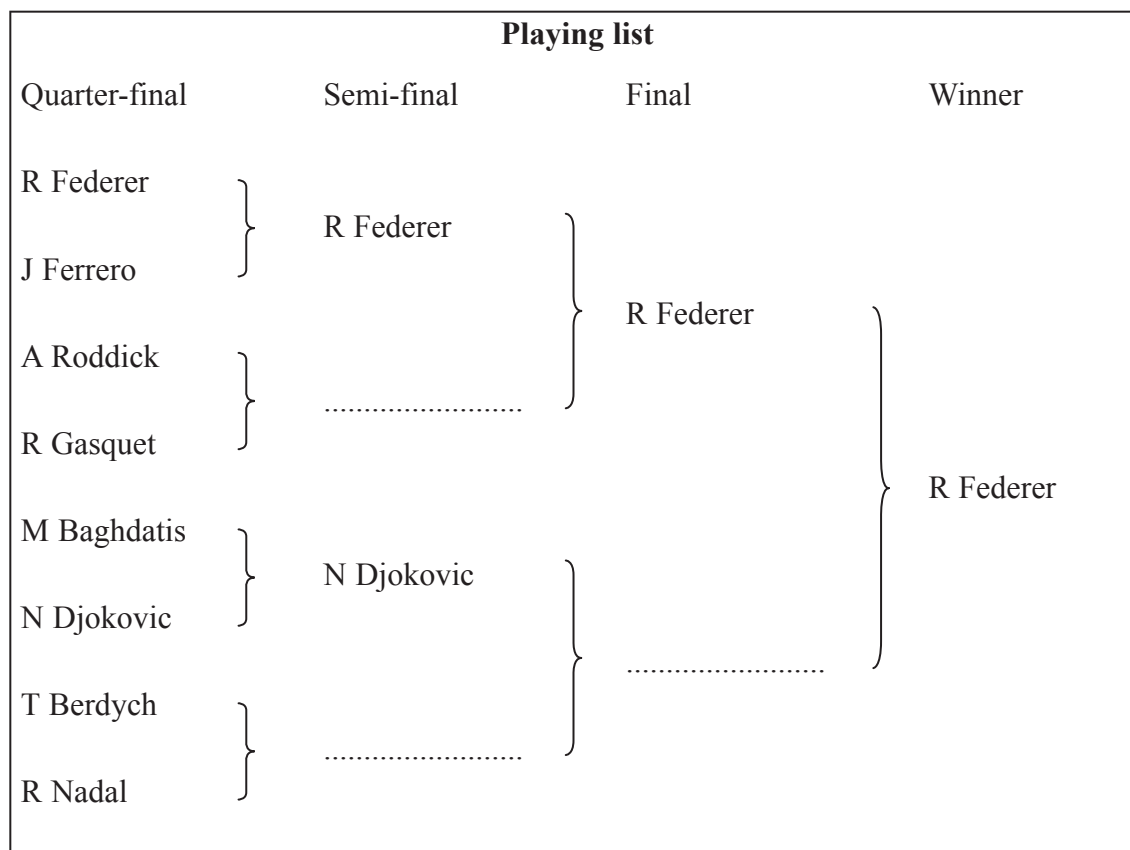 Playing list
Quarter-final Semi-final Final Winner
R Federer
R Federer
J Ferrero
R Federer
A Roddick
........................
R Gasquet
R Federer
M Baghdatis
N Djokovic
N Djokovic
........................
T Berdych
........................
R Nadal